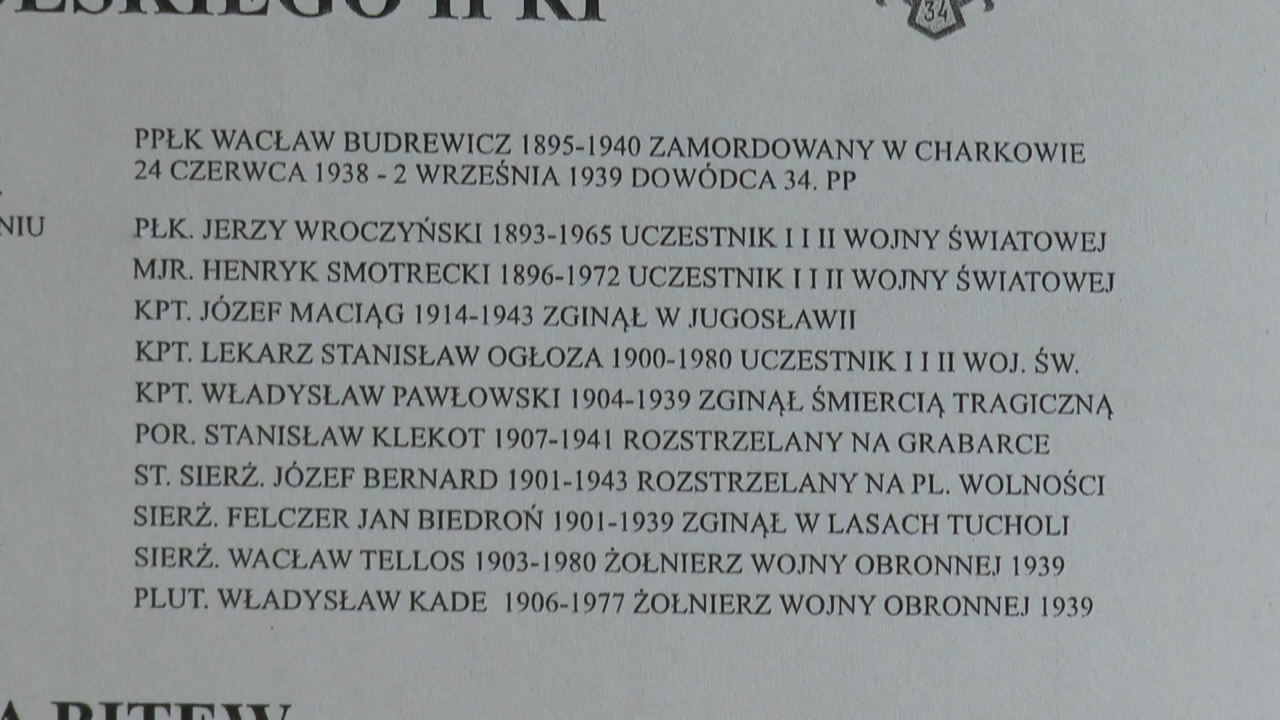 II RP
34
PPŁK WACŁAW BUDREWICZ 1895-1940 ZAMORDOWANY W CHARKOWIE
24 CZERWCA 1938 - 2 WRZEŚNIA 1939 DOWÓDCA 34. PP
PŁK. JERZY WROCZYŃSKI 1893-1965 UCZESTNIK I I II WOJNY ŚWIATOWEJ
MJR. HENRYK SMOTRECKI 1896-1972 UCZESTNIK I I II WOJNY ŚWIATOWEJ
KPT. JÓZEF MACIĄG 1914-1943 ZGINĄŁ W JUGOSŁAWII
KPT. LEKARZ STANISŁAW OGŁOZA 1900-1980 UCZESTNIK I I II WOJ. ŚW.
KPT. WŁADYSŁAW PAWŁOWSKI 1904-1939 ZGINĄŁ ŚMIERCIĄ TRAGICZNĄ
POR. STANISŁAW KLEKOT 1907-1941 ROZSTRZELANY NA GRABARCE
ST. SIERŻ. JÓZEF BERNARD 1901-1943 ROZSTRZELANY NA PL. WOLNOŚCI
SIERŻ. FELCZER JAN BIEDROŃ 1901-1939 ZGINĄŁ W LASACH TUCHOLI
SIERŻ. WACŁAW TELLOS 1903-1980 ŻOŁNIERZ WOJNY OBRONNEJ 1939
PLUT. WŁADYSŁAW KADE 1906-1977 ŻOŁNIERZ WOJNY OBRONNEJ 1939
BITEW